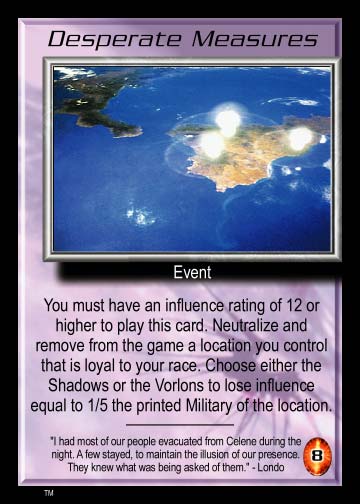 Desperate Measures
Event
You must have an influence rating of 12 or
higher to play this card. Neutralize and
remove from the game a location you control
that is loyal to your race. Choose either the
Shadows or the Vorlons to lose influence
equal to 1/5 the printed Military of the location.
"I had most of our people evacuated from Celene during the
night. A few stayed, to maintain the illusion of our presence.
They knew what was being asked of them." - Londo
8
TM